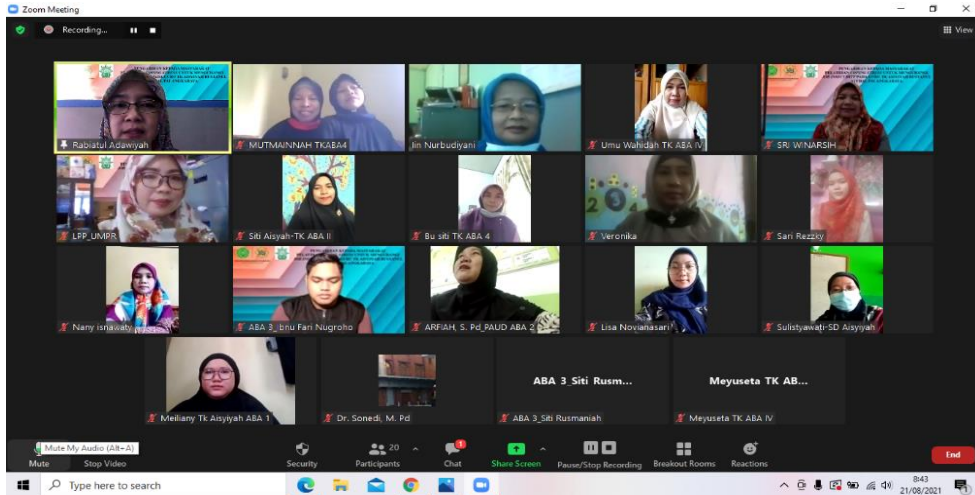 Zoom Meeting
Recording...
View
Rabiatul Adawiyah
MUTMAINNAH TKABA4
Iin Nurbudiyani
Umu Wahidah TK ABA IV
SRI WINARSIH
LPP_UMPR
Siti Aisyah-TK ABA II
Bu siti TK ABA 4
Veronika
Sari Rezzky
Nany isnawaty
ABA 3_Ibnu Fari Nugroho
ARFIAH, S. Pd_PAUD ABA 2
Lisa Novianasari
Sulistyawati-SD Aisyiyah
Meiliany Tk Aisyiyah ABA 1
Dr. Sonedi, M. Pd
ABA 3_Siti Rusm...
ABA 3_Siti Rusmaniah
Meyuseta TK AB...
Meyuseta TK ABA IV
Mute My Audio (Alt+A)
Mute
Stop Video
Security
20
Participants
1
Chat
Share Screen
Pause/Stop Recording
Breakout Rooms
Reactions
End
Type here to search
8:43
21/08/2021